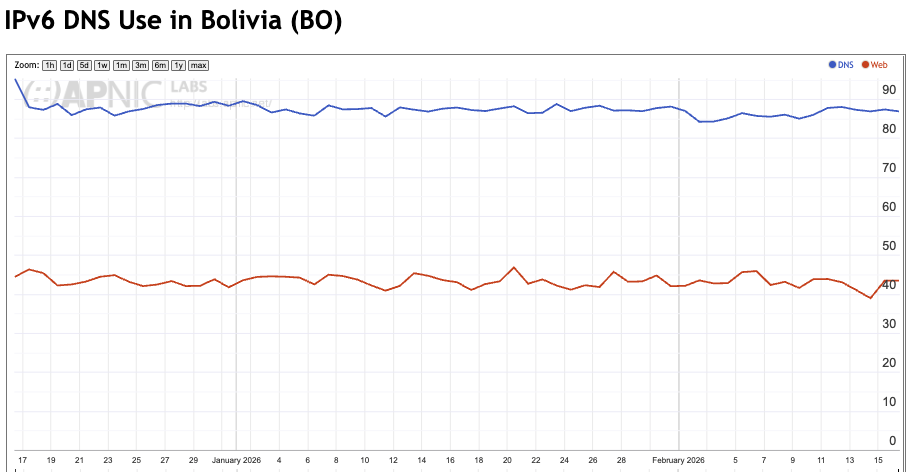 IPv6 DNS Use in Bolivia (BO)
Zoom: 1h 1d 5d 1w 1m 3m 6m 1y max
DNS Web
APNIC LABS
90
80
70
60
50
40
30
20
10
0
17 19 21 23 25 27 29 January 2026 4 6 8 10 12 14 16 18 20 22 24 26 28 February 2026 5 7 9 11 13 15